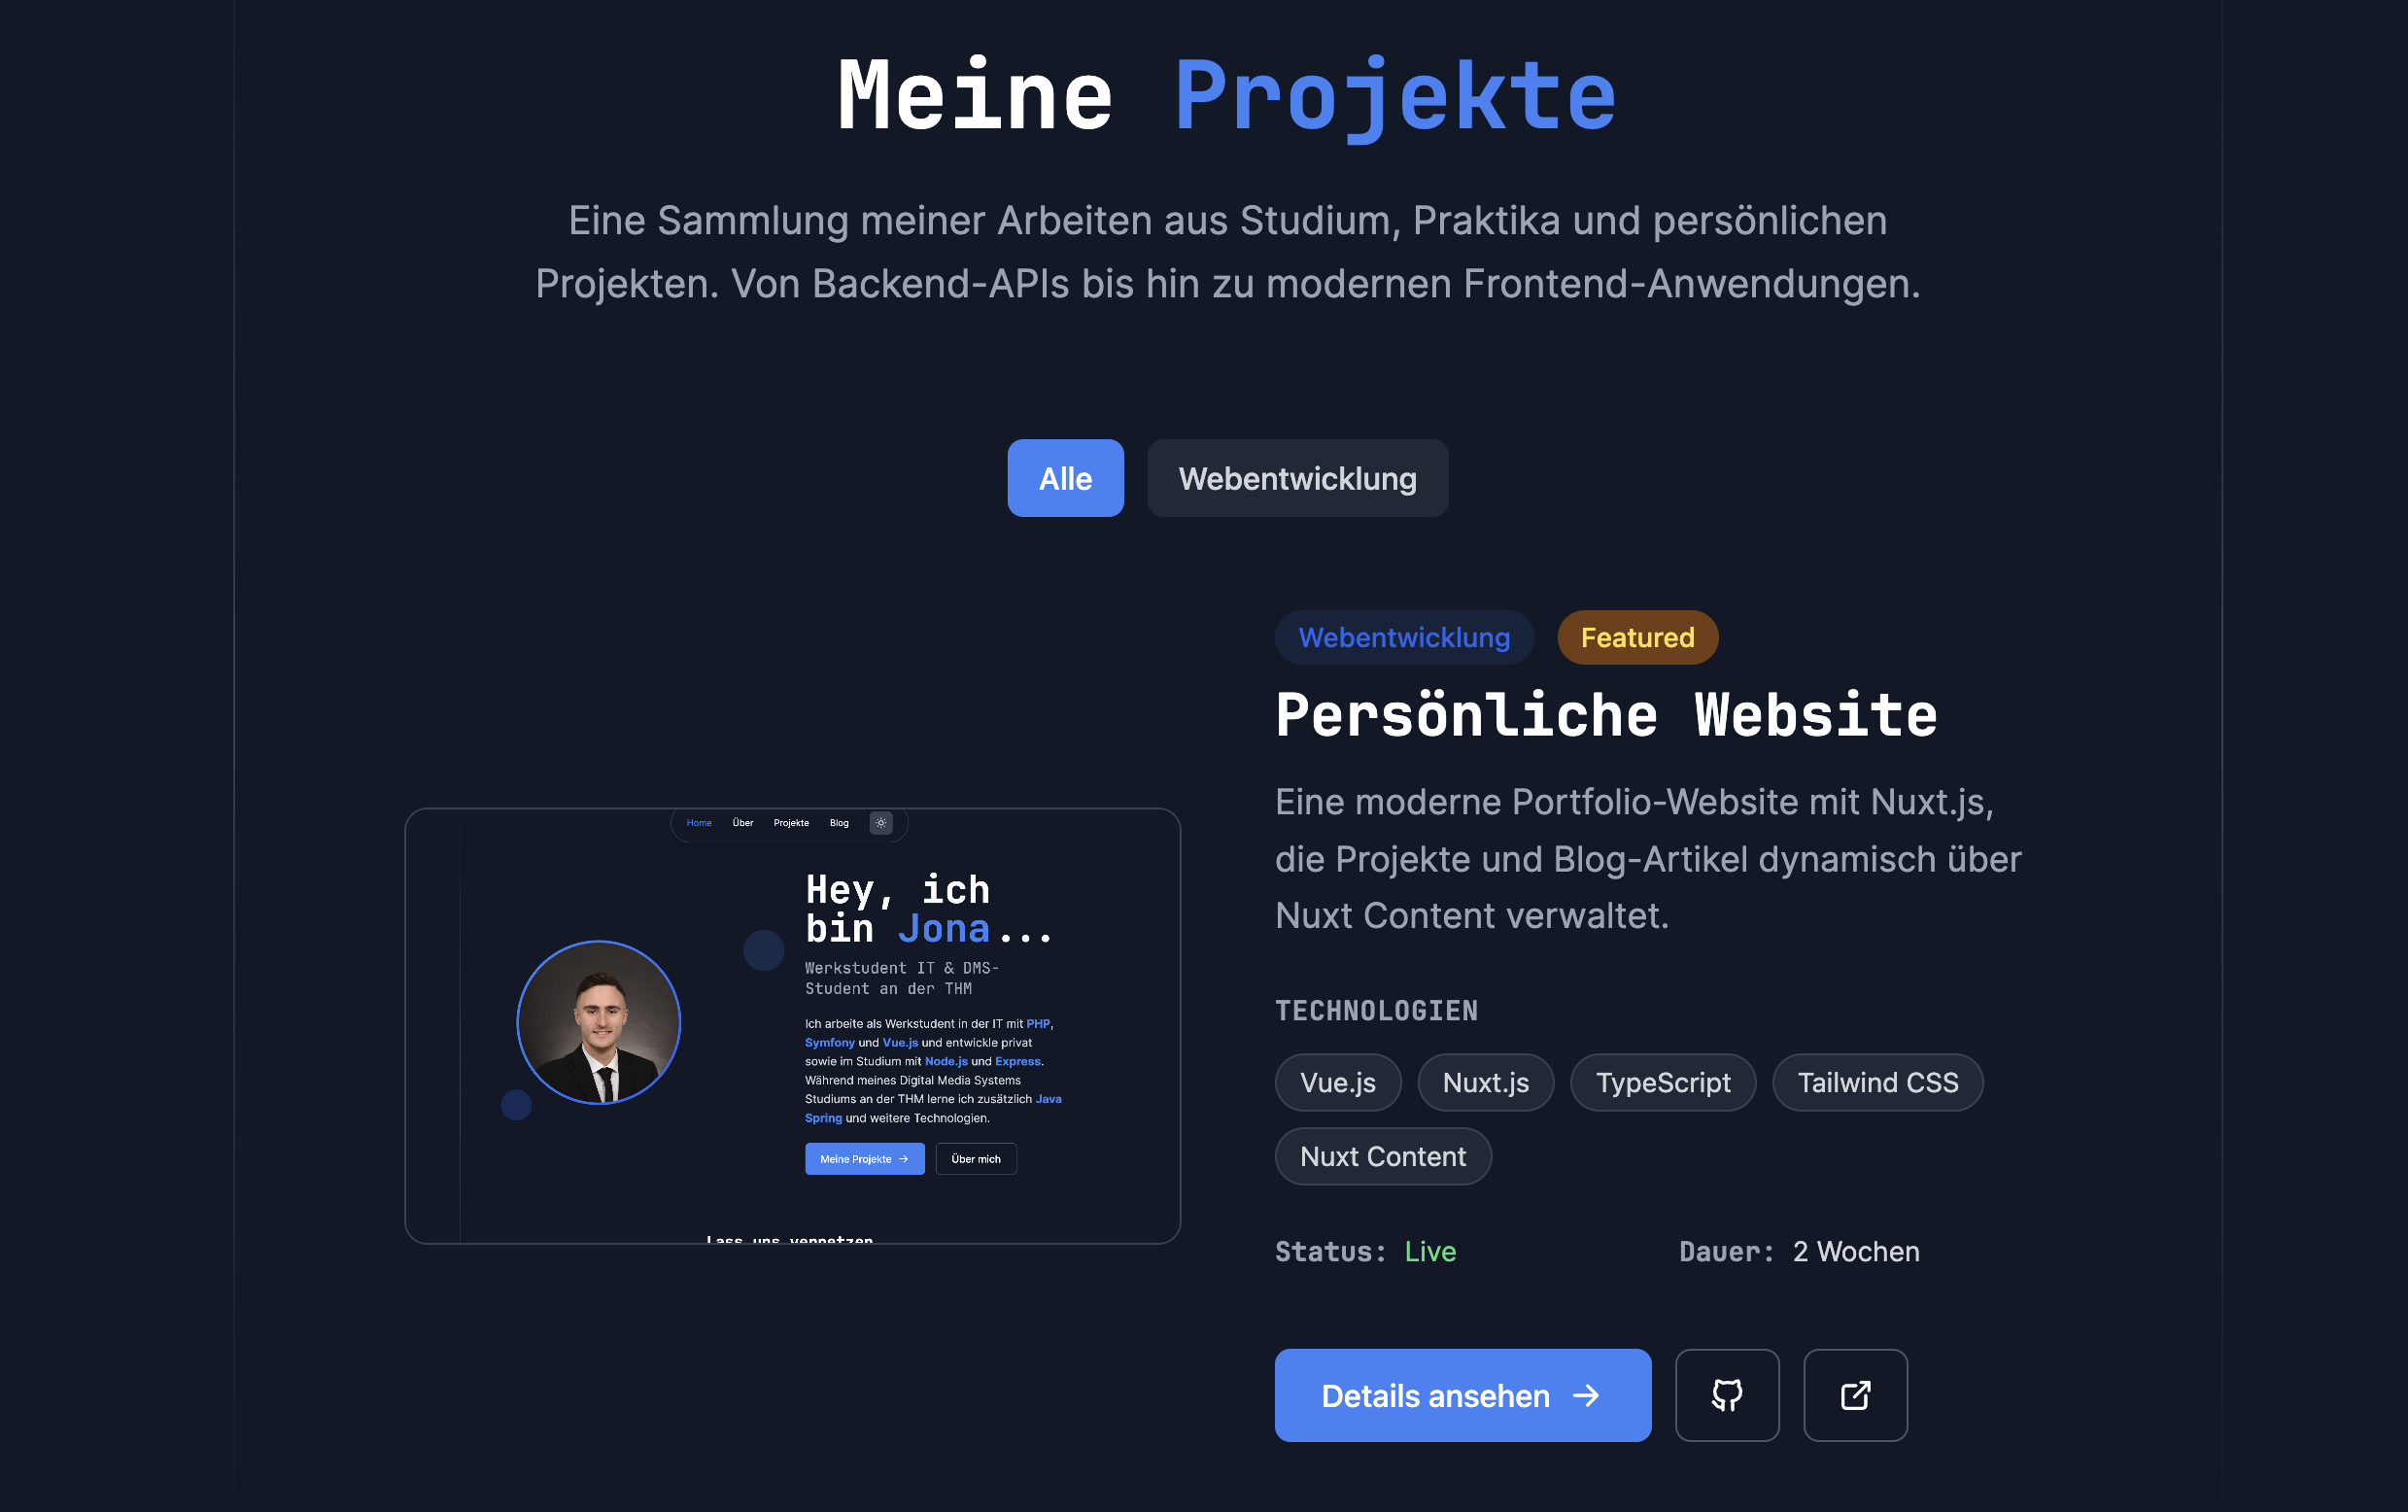 Meine Projekte
Eine Sammlung meiner Arbeiten aus Studium, Praktika und persönlichen
Projekten. Von Backend-APIs bis hin zu modernen Frontend-Anwendungen.
Alle
Webentwicklung
Home Über Projekte Blog
Hey, ich
bin Jona...
Werkstudent IT & DMS-
Student an der THM
Ich arbeite als Werkstudent in der IT mit PHP,
Symfony und Vue.js und entwickle privat
sowie im Studium mit Node.js und Express.
Während meines Digital Media Systems
Studiums an der THM lerne ich zusätzlich Java
Spring und weitere Technologien.
Meine Projekte →
Über mich
Lass uns vernetzen
Webentwicklung
Featured
Persönliche Website
Eine moderne Portfolio-Website mit Nuxt.js,
die Projekte und Blog-Artikel dynamisch über
Nuxt Content verwaltet.
TECHNOLOGIEN
Vue.js
Nuxt.js
TypeScript
Tailwind CSS
Nuxt Content
Status: Live
Dauer: 2 Wochen
Details ansehen →